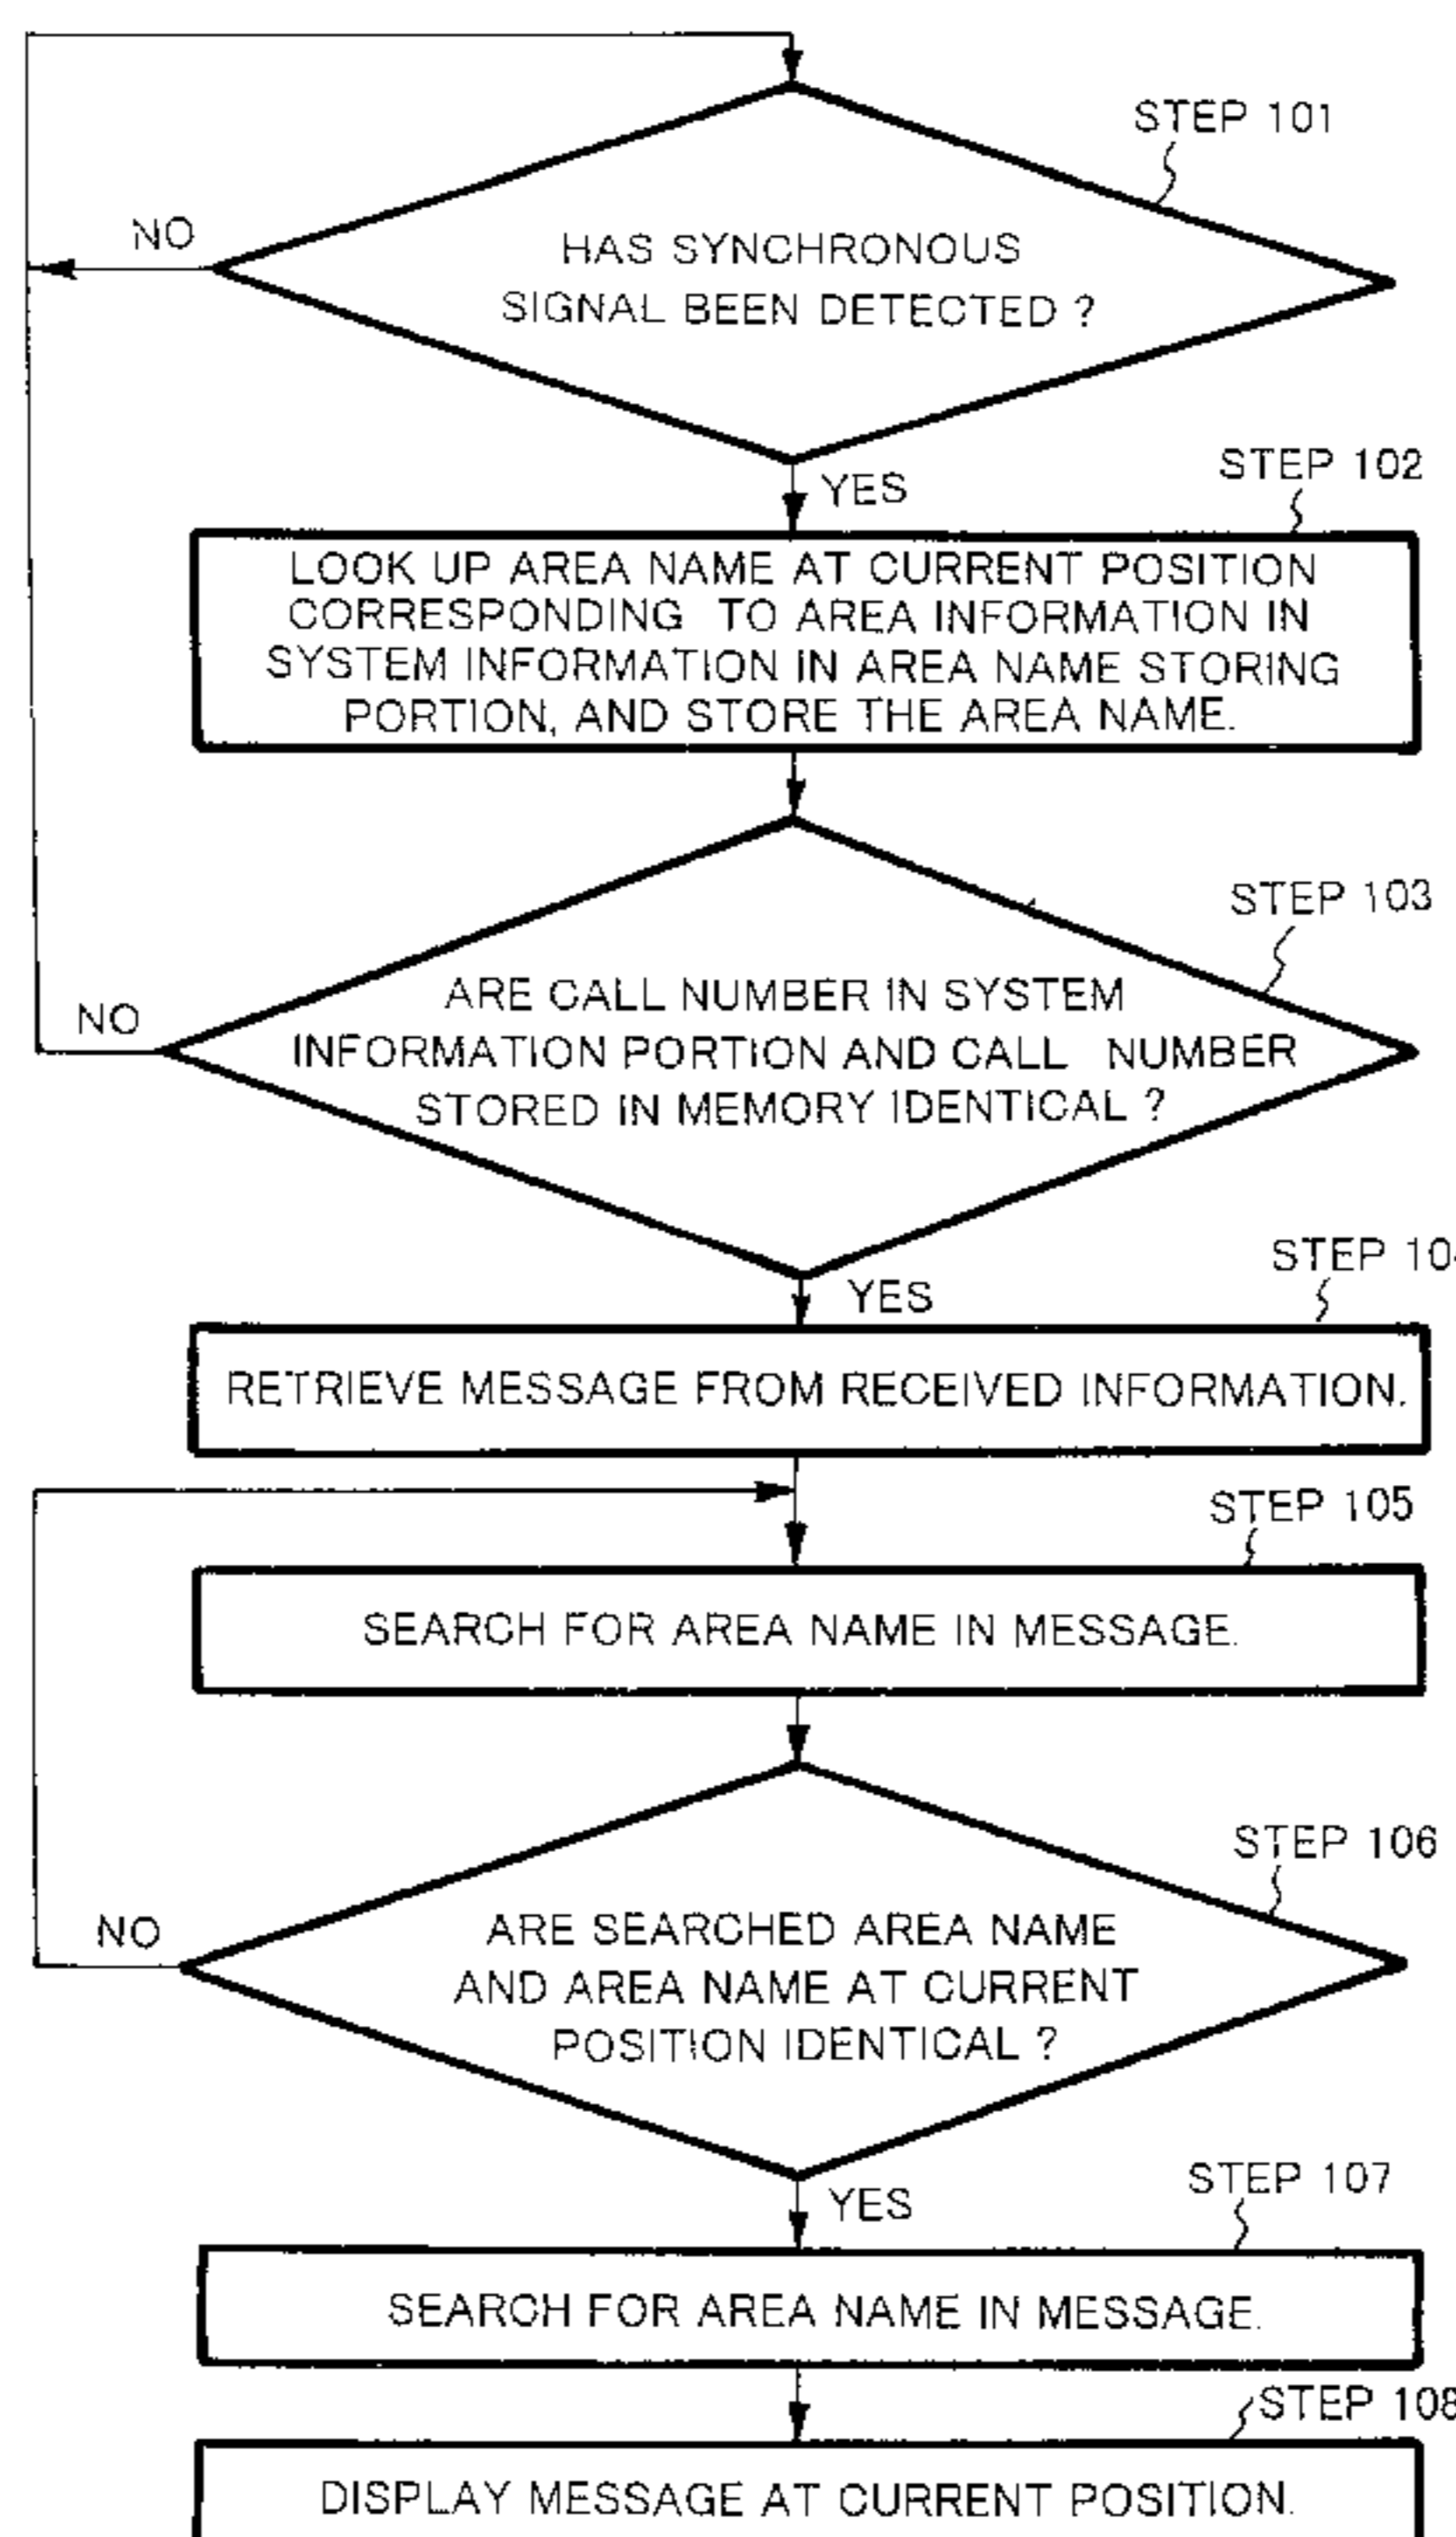 STEP 101
NO
HAS SYNCHRONOUS
SIGNAL BEEN DETECTED ?
YES
STEP 102
LOOK UP AREA NAME AT CURRENT POSITION
CORRESPONDING TO AREA INFORMATION IN
SYSTEM INFORMATION IN AREA NAME STORING
PORTION, AND STORE THE AREA NAME.
STEP 103
NO
ARE CALL NUMBER IN SYSTEM
INFORMATION PORTION AND CALL NUMBER
STORED IN MEMORY IDENTICAL ?
YES
STEP 104
RETRIEVE MESSAGE FROM RECEIVED INFORMATION.
STEP 105
SEARCH FOR AREA NAME IN MESSAGE.
STEP 106
NO
ARE SEARCHED AREA NAME
AND AREA NAME AT CURRENT
POSITION IDENTICAL ?
YES
STEP 107
SEARCH FOR AREA NAME IN MESSAGE.
STEP 108
DISPLAY MESSAGE AT CURRENT POSITION.